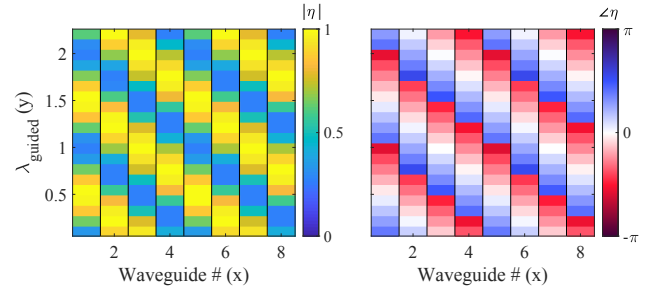 |η| ∠η
2 1 π
1.5 0.5 0
1
0.5 0 -π
2 4 6 8 2 4 6 8
λguided (y)
Waveguide # (x) Waveguide # (x)